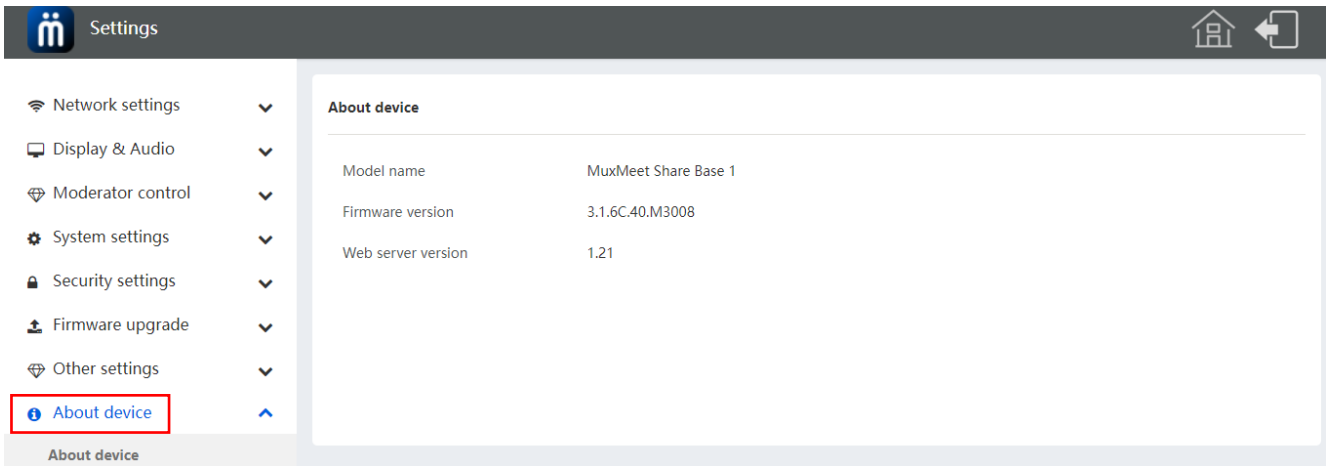 Settings
Network settings
Display & Audio
Moderator control
System settings
Security settings
Firmware upgrade
Other settings
About device
About device
About device
Model name MuxMeet Share Base 1
Firmware version 3.1.6C.40.M3008
Web server version 1.21